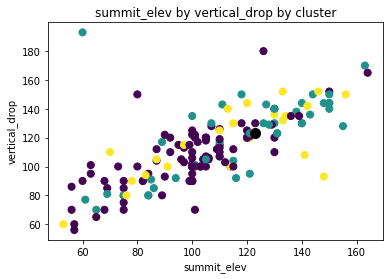 summit_elev by vertical_drop by cluster
180
160
140
120
100
80
60
vertical_drop
60 80 100 120 140 160
summit_elev